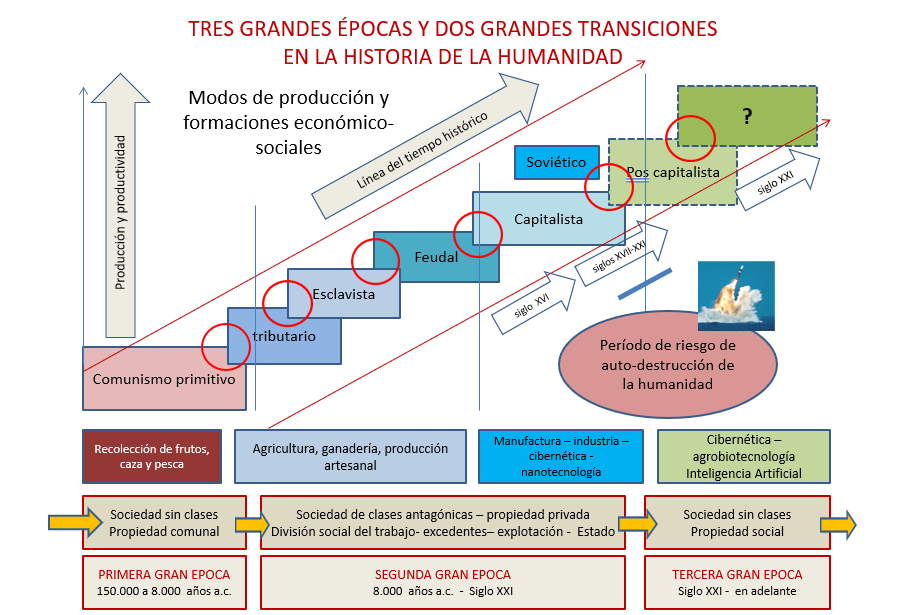 TRES GRANDES ÉPOCAS Y DOS GRANDES TRANSICIONES
EN LA HISTORIA DE LA HUMANIDAD
Modos de producción y
formaciones económico-
sociales
Producción y productividad
Línea del tiempo histórico
?
Soviético
Pos capitalista
siglo XXI
Capitalista
siglos XVII-XXI
Feudal
siglo XVI
Esclavista
tributario
Comunismo primitivo
Período de riesgo de
auto-destrucción de
la humanidad
Recolección de frutos,
caza y pesca
Agricultura, ganadería, producción
artesanal
Manufactura – industria –
cibernética -
nanotecnología
Cibernética –
agrobiotecnología
Inteligencia Artificial
Sociedad sin clases
Propiedad comunal
Sociedad de clases antagónicas – propiedad privada
División social del trabajo- excedentes– explotación - Estado
Sociedad sin clases
Propiedad social
PRIMERA GRAN EPOCA
150.000 a 8.000 años a.c.
SEGUNDA GRAN EPOCA
8.000 años a.c. - Siglo XXI
TERCERA GRAN EPOCA
Siglo XXI - en adelante